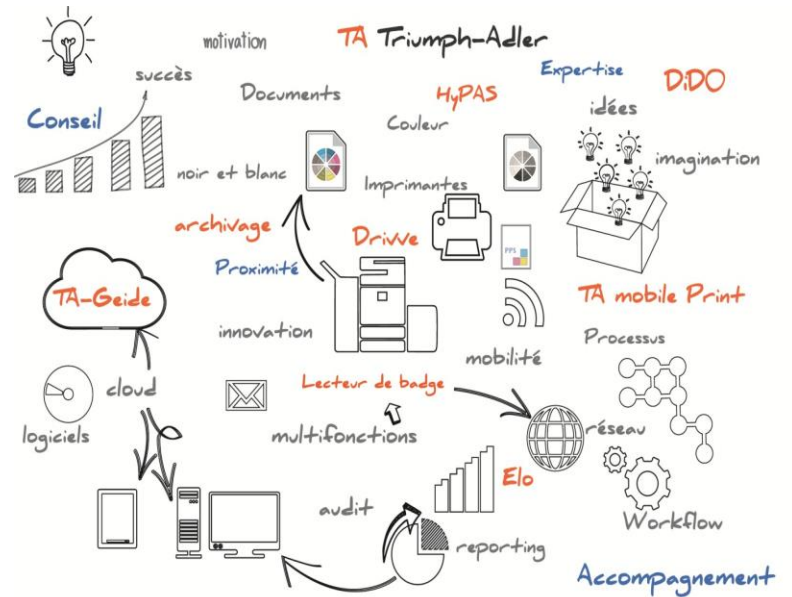 motivation
TA Triumph-Adler
succès
Expertise
DiDO
Conseil
Documents
HyPAS
idées
Couleur
noir et blanc
Imprimantes
imagination
archivage
Drivve
PPS
Proximité
TA-Geide
TA mobile Print
innovation
Processus
mobilité
cloud
Lecteur de badge
logiciels
multifonctions
réseau
Elo
audit
Workflow
reporting
Accompagnement